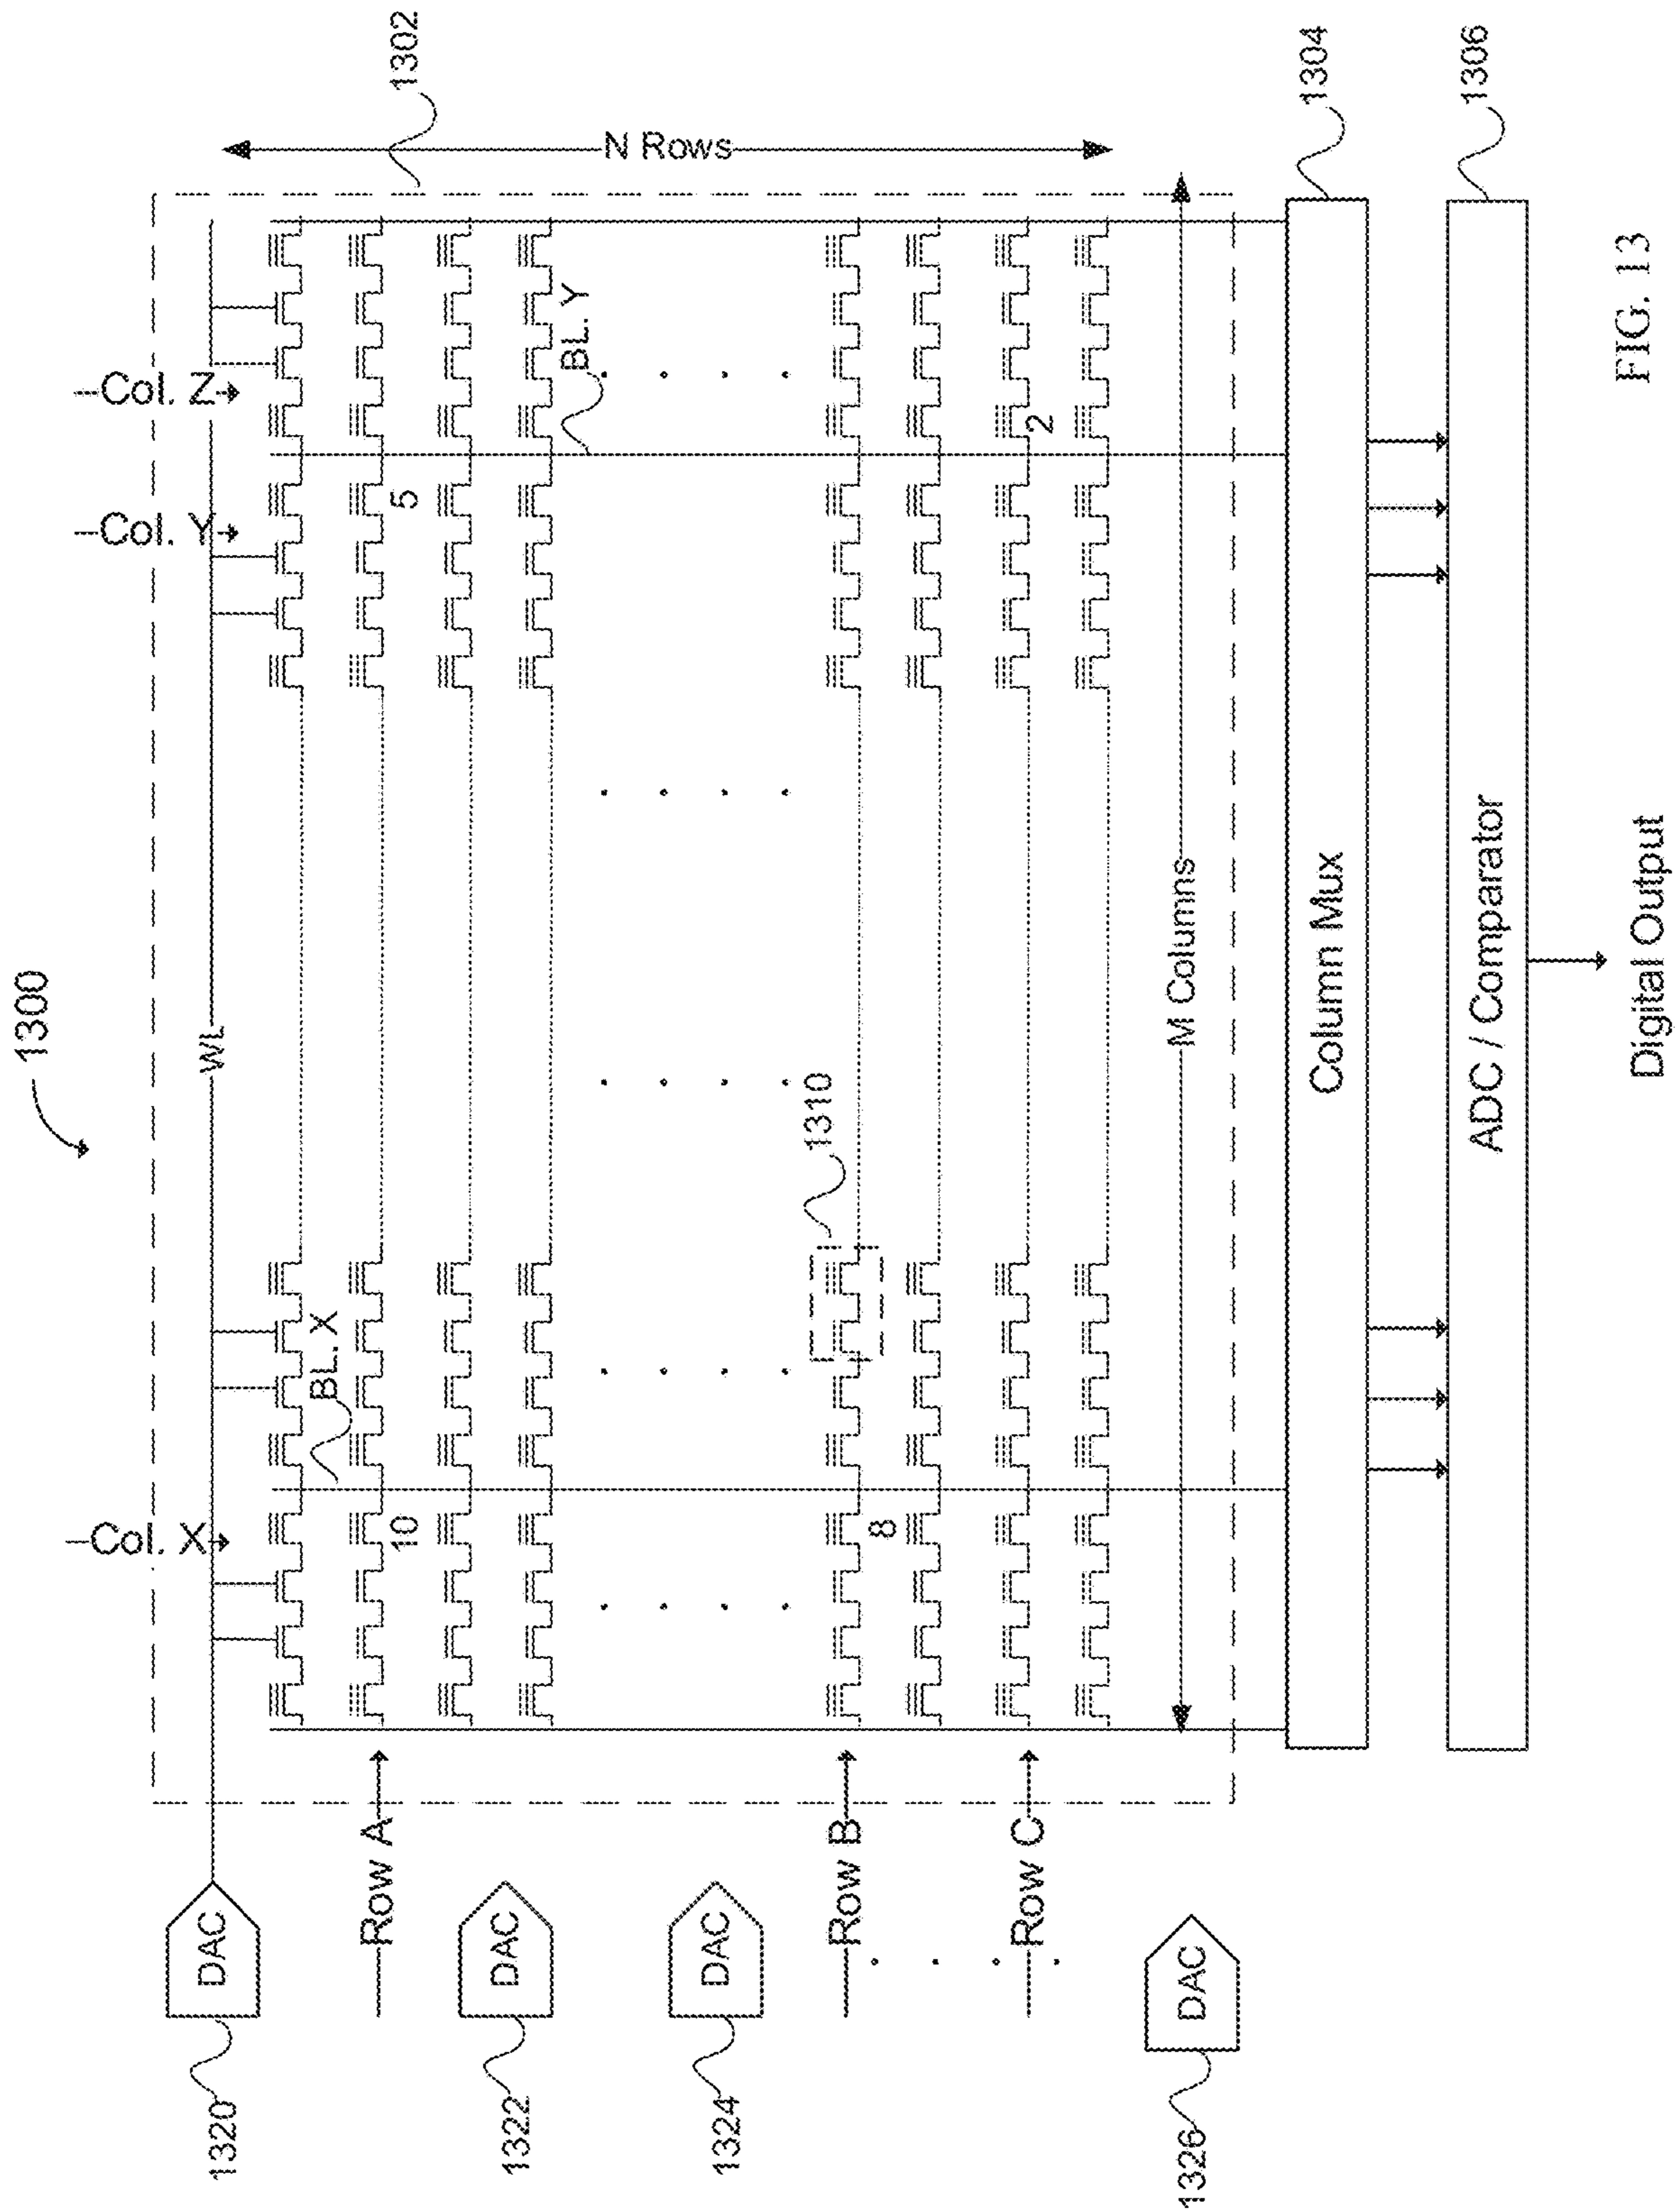 1300
1302
1304
1306
1310
1320
1322
1324
1326
DAC
DAC
DAC
DAC
WL
Col. X
Col. Y
Col. Z
Row A
Row B
Row C
BL. X
BL. Y
10
5
8
2
N Rows
M Columns
Column Mux
ADC / Comparator
Digital Output
FIG. 13